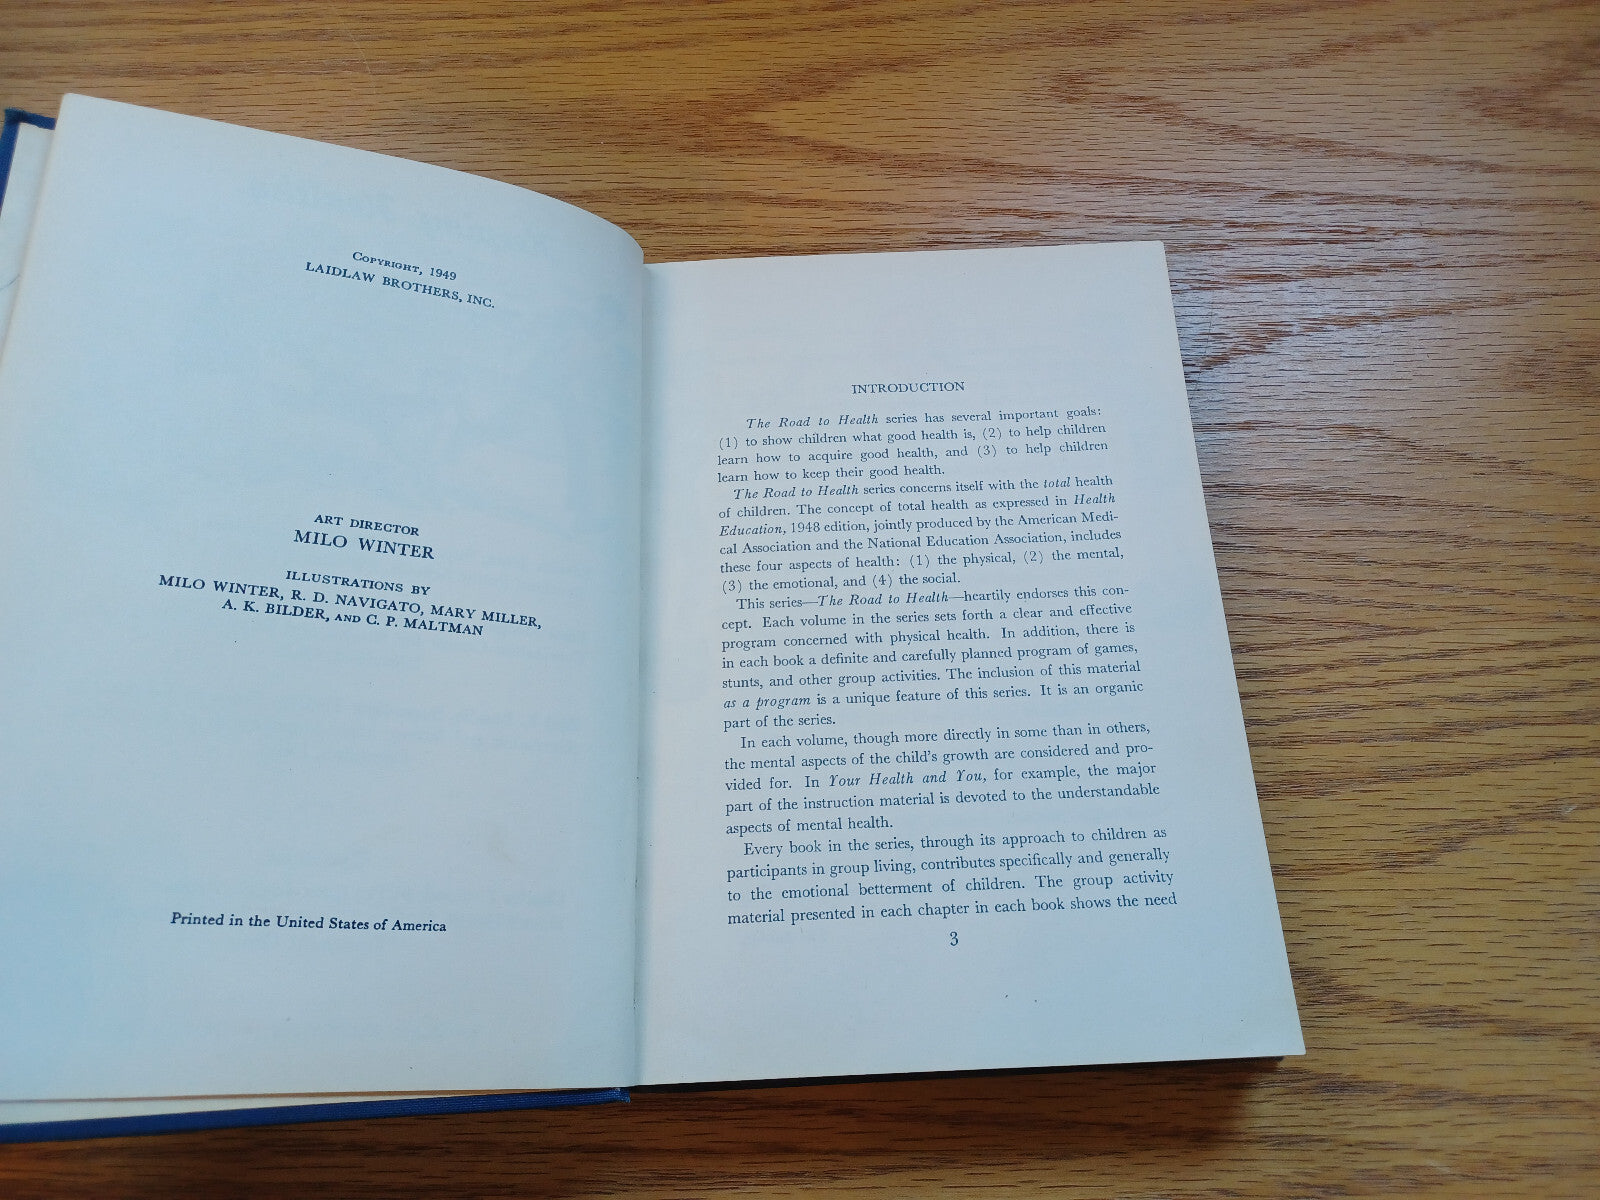 Copyright, 1949
LAIDLAW BROTHERS, INC.
ART DIRECTOR
MILO WINTER
ILLUSTRATIONS BY
MILO WINTER, R. D. NAVIGATO, MARY MILLER,
A. K. BILDER, AND C. P. MALTMAN
Printed in the United States of America
INTRODUCTION
The Road to Health series has several important goals:
(1) to show children what good health is, (2) to help children
learn how to acquire good health, and (3) to help children
learn how to keep their good health.
The Road to Health series concerns itself with the total health
of children. The concept of total health as expressed in Health
Education, 1948 edition, jointly produced by the American Medi-
cal Association and the National Education Association, includes
these four aspects of health: (1) the physical, (2) the mental,
(3) the emotional, and (4) the social.
This series—The Road to Health—heartily endorses this con-
cept. Each volume in the series sets forth a clear and effective
program concerned with physical health. In addition, there is
in each book a definite and carefully planned program of games,
stunts, and other group activities. The inclusion of this material
as a program is a unique feature of this series. It is an organic
part of the series.
In each volume, though more directly in some than in others,
the mental aspects of the child's growth are considered and pro-
vided for. In Your Health and You, for example, the major
part of the instruction material is devoted to the understandable
aspects of mental health.
Every book in the series, through its approach to children as
participants in group living, contributes specifically and generally
to the emotional betterment of children. The group activity
material presented in each chapter in each book shows the need
3